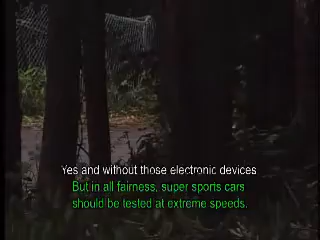 Yes and without those electronic devices
But in all fairness, super sports cars
should be tested at extreme speeds.